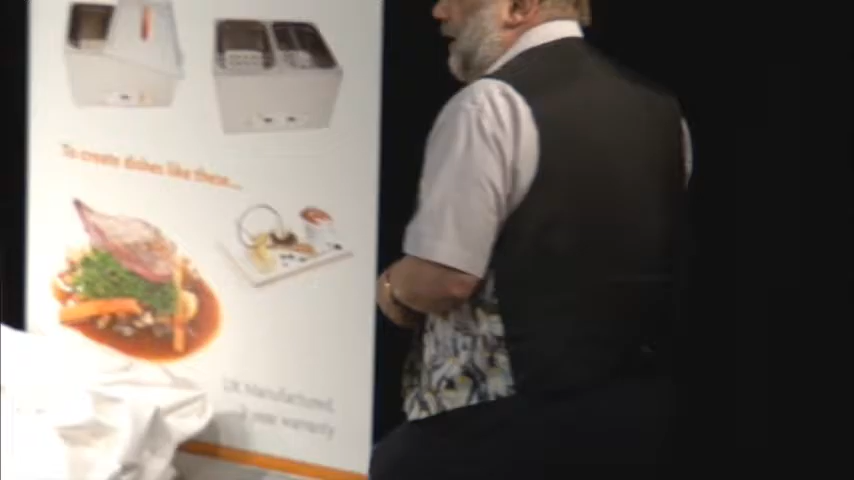 To create dishes like these...
UK Manufactured,
year warranty